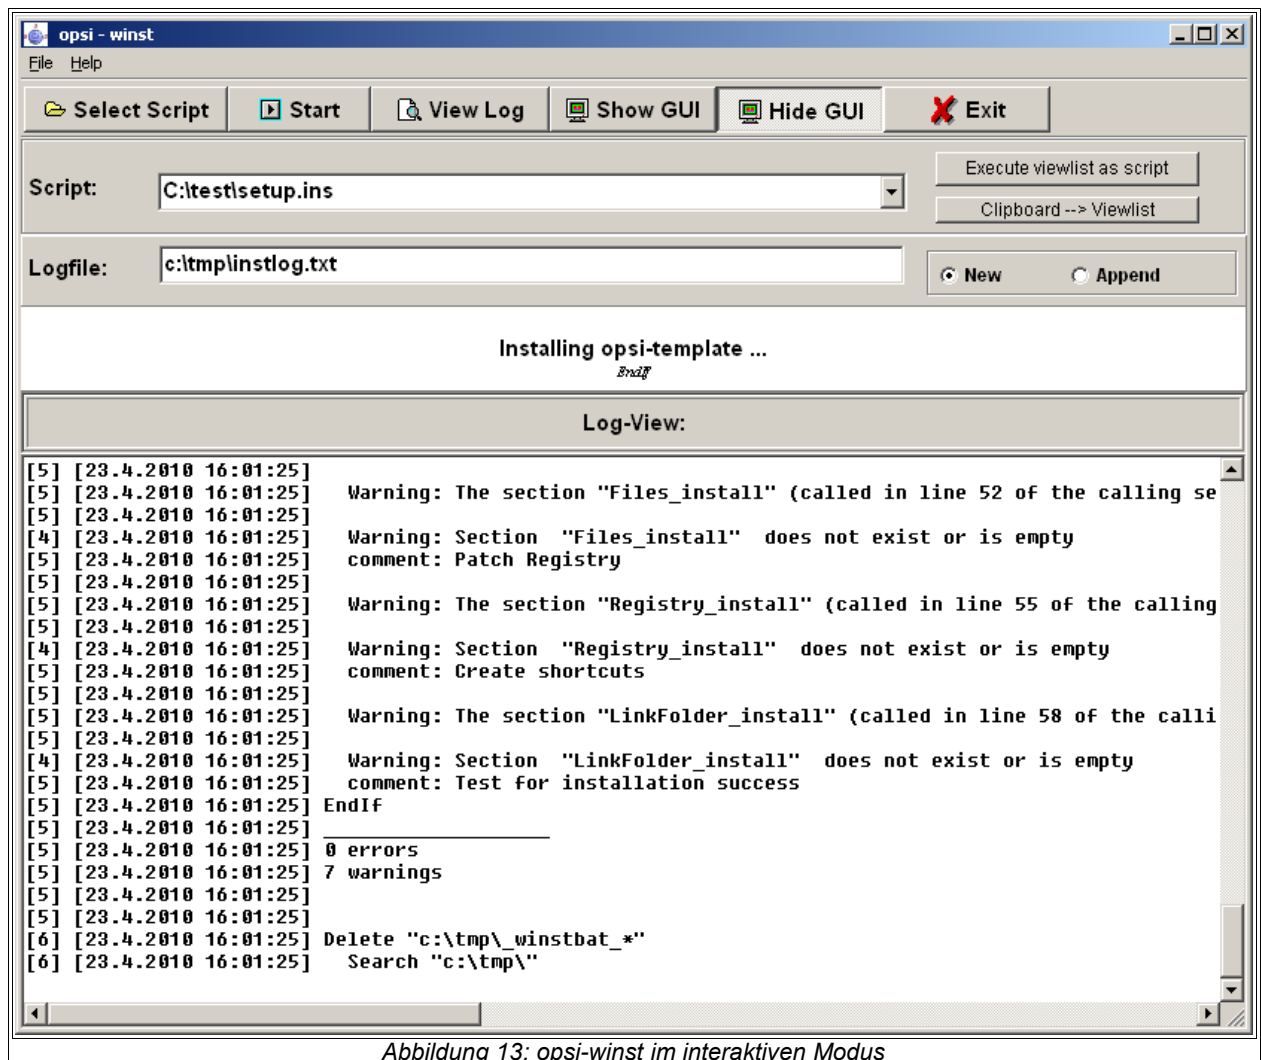 opsi - winst
File Help
Select Script Start View Log Show GUI Hide GUI Exit
Script: C:\test\setup.ins
Execute viewlist as script
Clipboard --> Viewlist
Logfile: c:\tmp\instlog.txt
New Append
Installing opsi-template ...
EndIf
Log-View:
[5] [23.4.2010 16:01:25]
[5] [23.4.2010 16:01:25]   Warning: The section "Files_install" (called in line 52 of the calling se
[5] [23.4.2010 16:01:25]
[4] [23.4.2010 16:01:25]   Warning: Section  "Files_install"  does not exist or is empty
[5] [23.4.2010 16:01:25]   comment: Patch Registry
[5] [23.4.2010 16:01:25]
[5] [23.4.2010 16:01:25]   Warning: The section "Registry_install" (called in line 55 of the calling
[5] [23.4.2010 16:01:25]
[4] [23.4.2010 16:01:25]   Warning: Section  "Registry_install"  does not exist or is empty
[5] [23.4.2010 16:01:25]   comment: Create shortcuts
[5] [23.4.2010 16:01:25]
[5] [23.4.2010 16:01:25]   Warning: The section "LinkFolder_install" (called in line 58 of the calli
[5] [23.4.2010 16:01:25]
[4] [23.4.2010 16:01:25]   Warning: Section  "LinkFolder_install"  does not exist or is empty
[5] [23.4.2010 16:01:25]   comment: Test for installation success
[5] [23.4.2010 16:01:25] EndIf
[5] [23.4.2010 16:01:25] ___________________
[5] [23.4.2010 16:01:25] 0 errors
[5] [23.4.2010 16:01:25] 7 warnings
[5] [23.4.2010 16:01:25]
[5] [23.4.2010 16:01:25]
[6] [23.4.2010 16:01:25] Delete "c:\tmp\_winstbat_*"
[6] [23.4.2010 16:01:25]   Search "c:\tmp\"
Abbildung 13: opsi-winst im interaktiven Modus